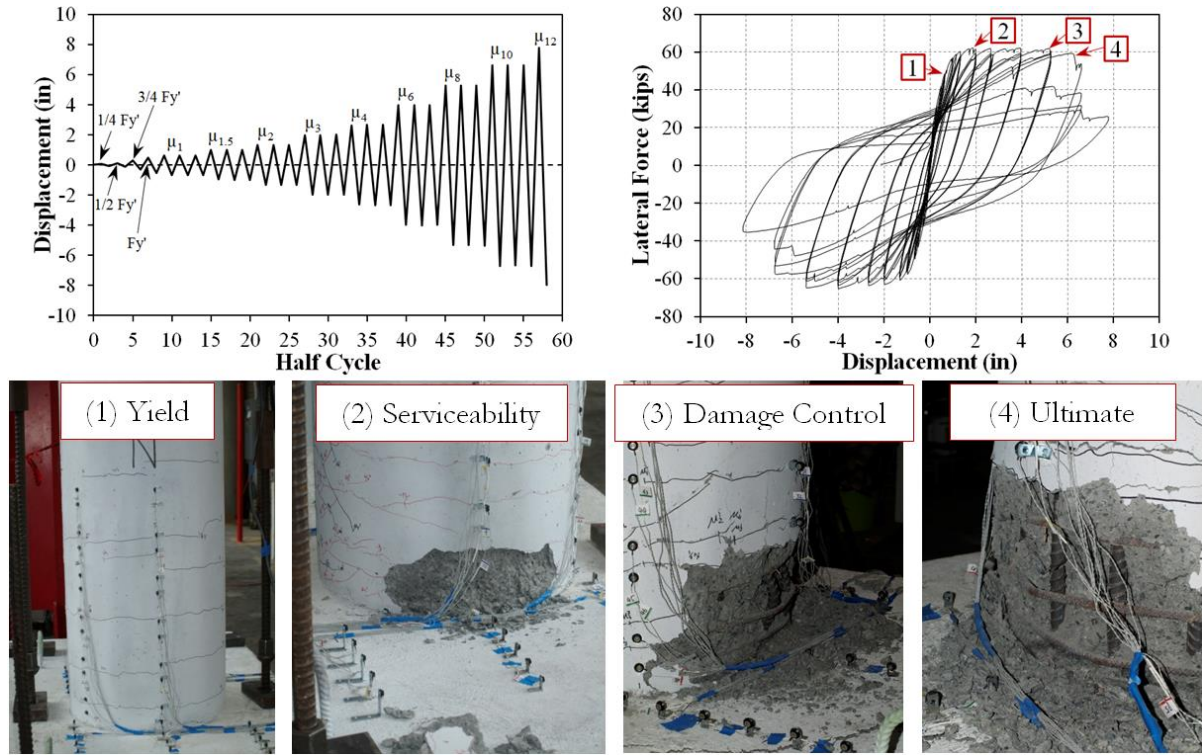 10
8
6
4
2
0
-2
-4
-6
-8
-10
Displacement (in)
1/4 Fy'
3/4 Fy'
1/2 Fy'
Fy'
μ1
μ1.5
μ2
μ3
μ4
μ6
μ8
μ10
μ12
0 5 10 15 20 25 30 35 40 45 50 55 60
Half Cycle
80
60
40
20
0
-20
-40
-60
-80
Lateral Force (kips)
1
2
3
4
-10 -8 -6 -4 -2 0 2 4 6 8 10
Displacement (in)
(1) Yield
N
(2) Serviceability
(3) Damage Control
(4) Ultimate